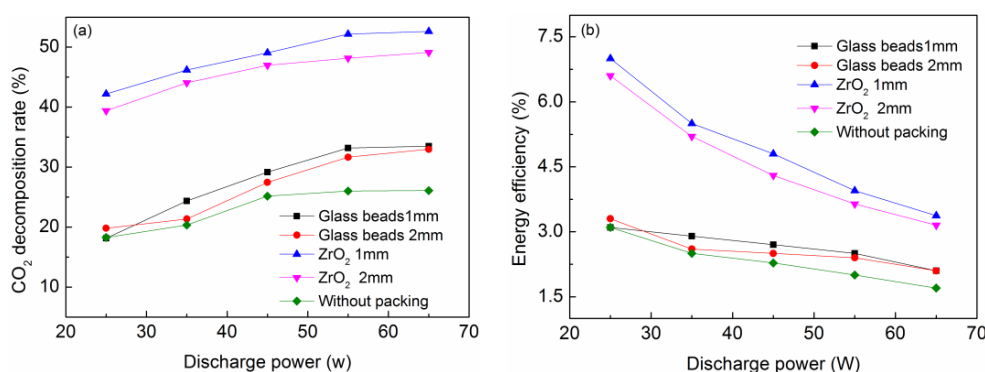 (a)
50
40
30
20
10
20 30 40 50 60 70
CO₂ decomposition rate (%)
Discharge power (w)
Glass beads1mm
Glass beads 2mm
ZrO₂ 1mm
ZrO₂ 2mm
Without packing
(b)
7.5
6.0
4.5
3.0
1.5
20 30 40 50 60 70
Energy efficiency (%)
Discharge power (W)
Glass beads1mm
Glass beads 2mm
ZrO₂ 1mm
ZrO₂ 2mm
Without packing